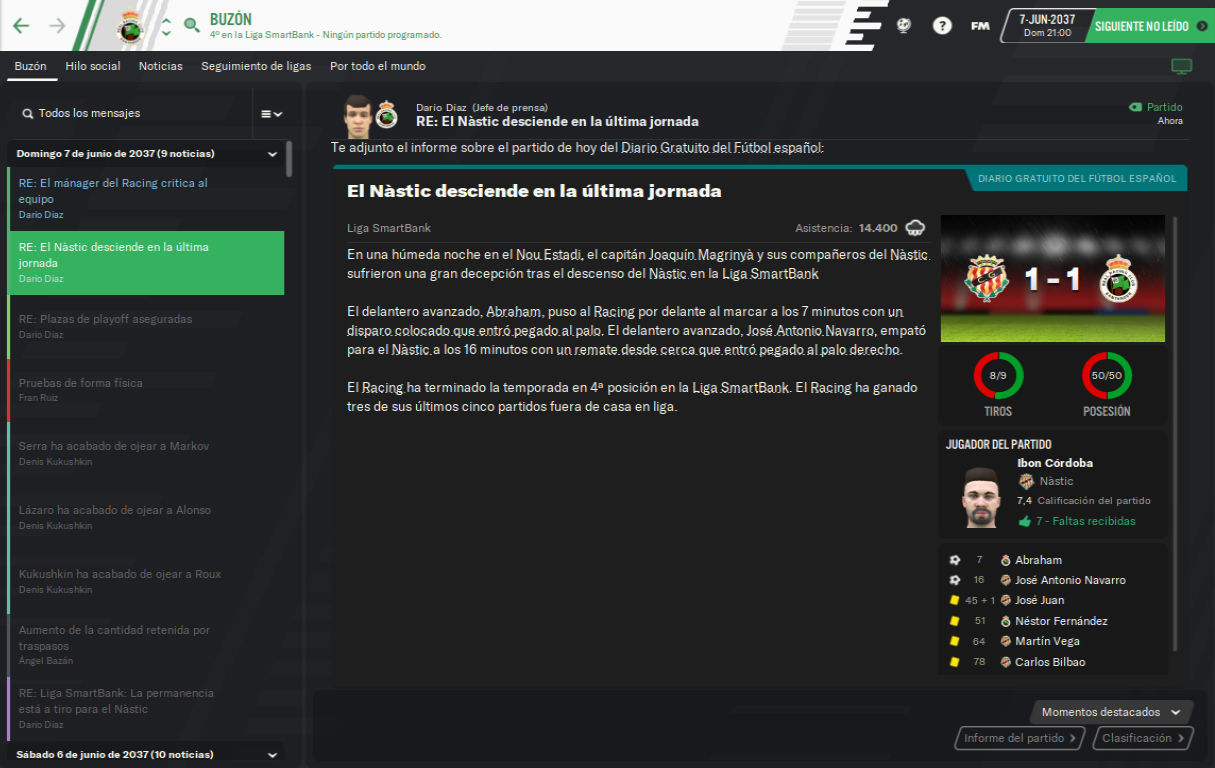 BUZÓN
4º en la Liga SmartBank - Ningún partido programado.
FM
7-JUN-2037
Dom 21:00
SIGUIENTE NO LEÍDO
Buzón
Hilo social
Noticias
Seguimiento de ligas
Por todo el mundo
Todos los mensajes
Domingo 7 de junio de 2037 (9 noticias)
RE: El mánager del Racing critica al
equipo
Darío Díaz
RE: El Nàstic desciende en la última
jornada
Darío Díaz
RE: Plazas de playoff aseguradas
Darío Díaz
Pruebas de forma física
Fran Ruiz
Serra ha acabado de ojear a Markov
Denis Kukushkin
Lázaro ha acabado de ojear a Alonso
Denis Kukushkin
Kukushkin ha acabado de ojear a Roux
Denis Kukushkin
Aumento de la cantidad retenida por
traspasos
Ángel Bazán
RE: Liga SmartBank: La permanencia
está a tiro para el Nàstic
Darío Díaz
Sábado 6 de junio de 2037 (10 noticias)
Darío Díaz (Jefe de prensa)
RE: El Nàstic desciende en la última jornada
Partido
Ahora
Te adjunto el informe sobre el partido de hoy del Diario Gratuito del Fútbol español:
El Nàstic desciende en la última jornada
DIARIO GRATUITO DEL FÚTBOL ESPAÑOL
Liga SmartBank
Asistencia: 14.400
En una húmeda noche en el Nou Estadi, el capitán Joaquín Magrinyà y sus compañeros del Nàstic
sufrieron una gran decepción tras el descenso del Nàstic en la Liga SmartBank
El delantero avanzado, Abraham, puso al Racing por delante al marcar a los 7 minutos con un
disparo colocado que entró pegado al palo. El delantero avanzado, José Antonio Navarro, empató
para el Nàstic a los 16 minutos con un remate desde cerca que entró pegado al palo derecho.
El Racing ha terminado la temporada en 4ª posición en la Liga SmartBank. El Racing ha ganado
tres de sus últimos cinco partidos fuera de casa en liga.
1 - 1
8/9
TIROS
50/50
POSESIÓN
JUGADOR DEL PARTIDO
Ibon Córdoba
Nàstic
7,4 Calificación del partido
7 - Faltas recibidas
7 Abraham
16 José Antonio Navarro
45 + 1 José Juan
51 Néstor Fernández
64 Martín Vega
78 Carlos Bilbao
Momentos destacados
Informe del partido
Clasificación